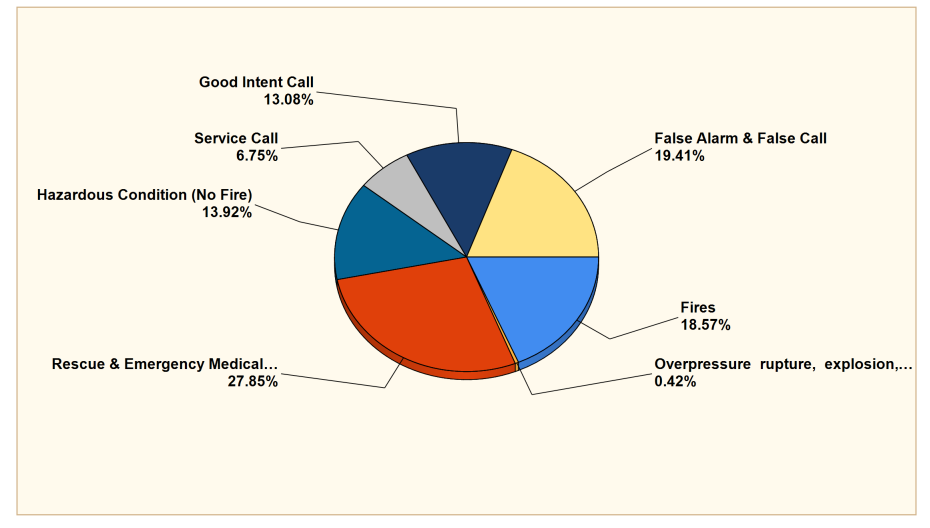 Good Intent Call
13.08%
False Alarm & False Call
19.41%
Service Call
6.75%
Hazardous Condition (No Fire)
13.92%
Fires
18.57%
Rescue & Emergency Medical...
27.85%
Overpressure rupture, explosion,...
0.42%